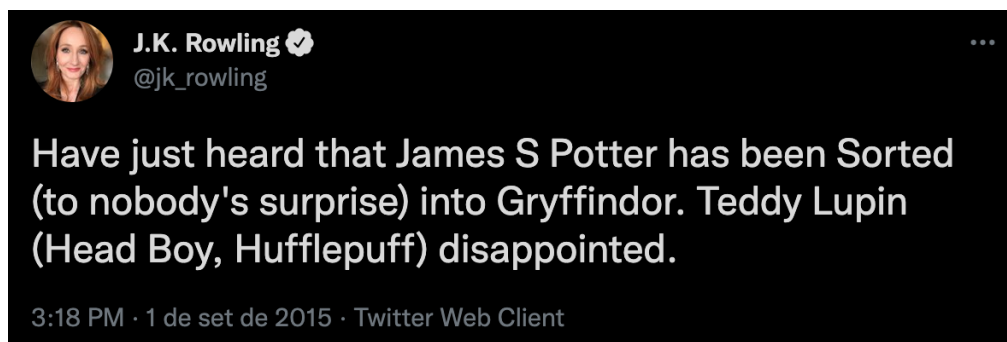 J.K. Rowling
@jk_rowling
Have just heard that James S Potter has been Sorted
(to nobody's surprise) into Gryffindor. Teddy Lupin
(Head Boy, Hufflepuff) disappointed.
3:18 PM · 1 de set de 2015 · Twitter Web Client